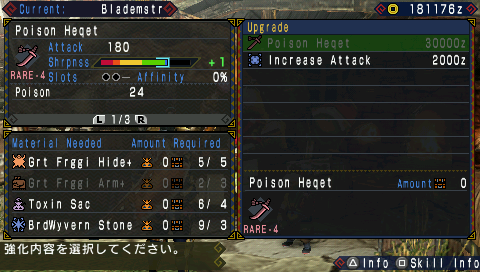 Current: Blademstr
181176z
Poison Heqet
Attack 180
Shrpnss +1
RARE-4
Slots Affinity 0%
Poison 24
L 1/3 R
Material Needed Amount Required
Grt Frggi Hide+ 0 5/ 5
Grt Frggi Arm+ 0 2/ 3
Toxin Sac 0 6/ 4
BrdWyvern Stone 0 9/ 3
Upgrade
Poison Heqet 30000z
Increase Attack 2000z
Poison Heqet Amount 0
RARE-4
強化内容を選択してください。
Info Skill Info